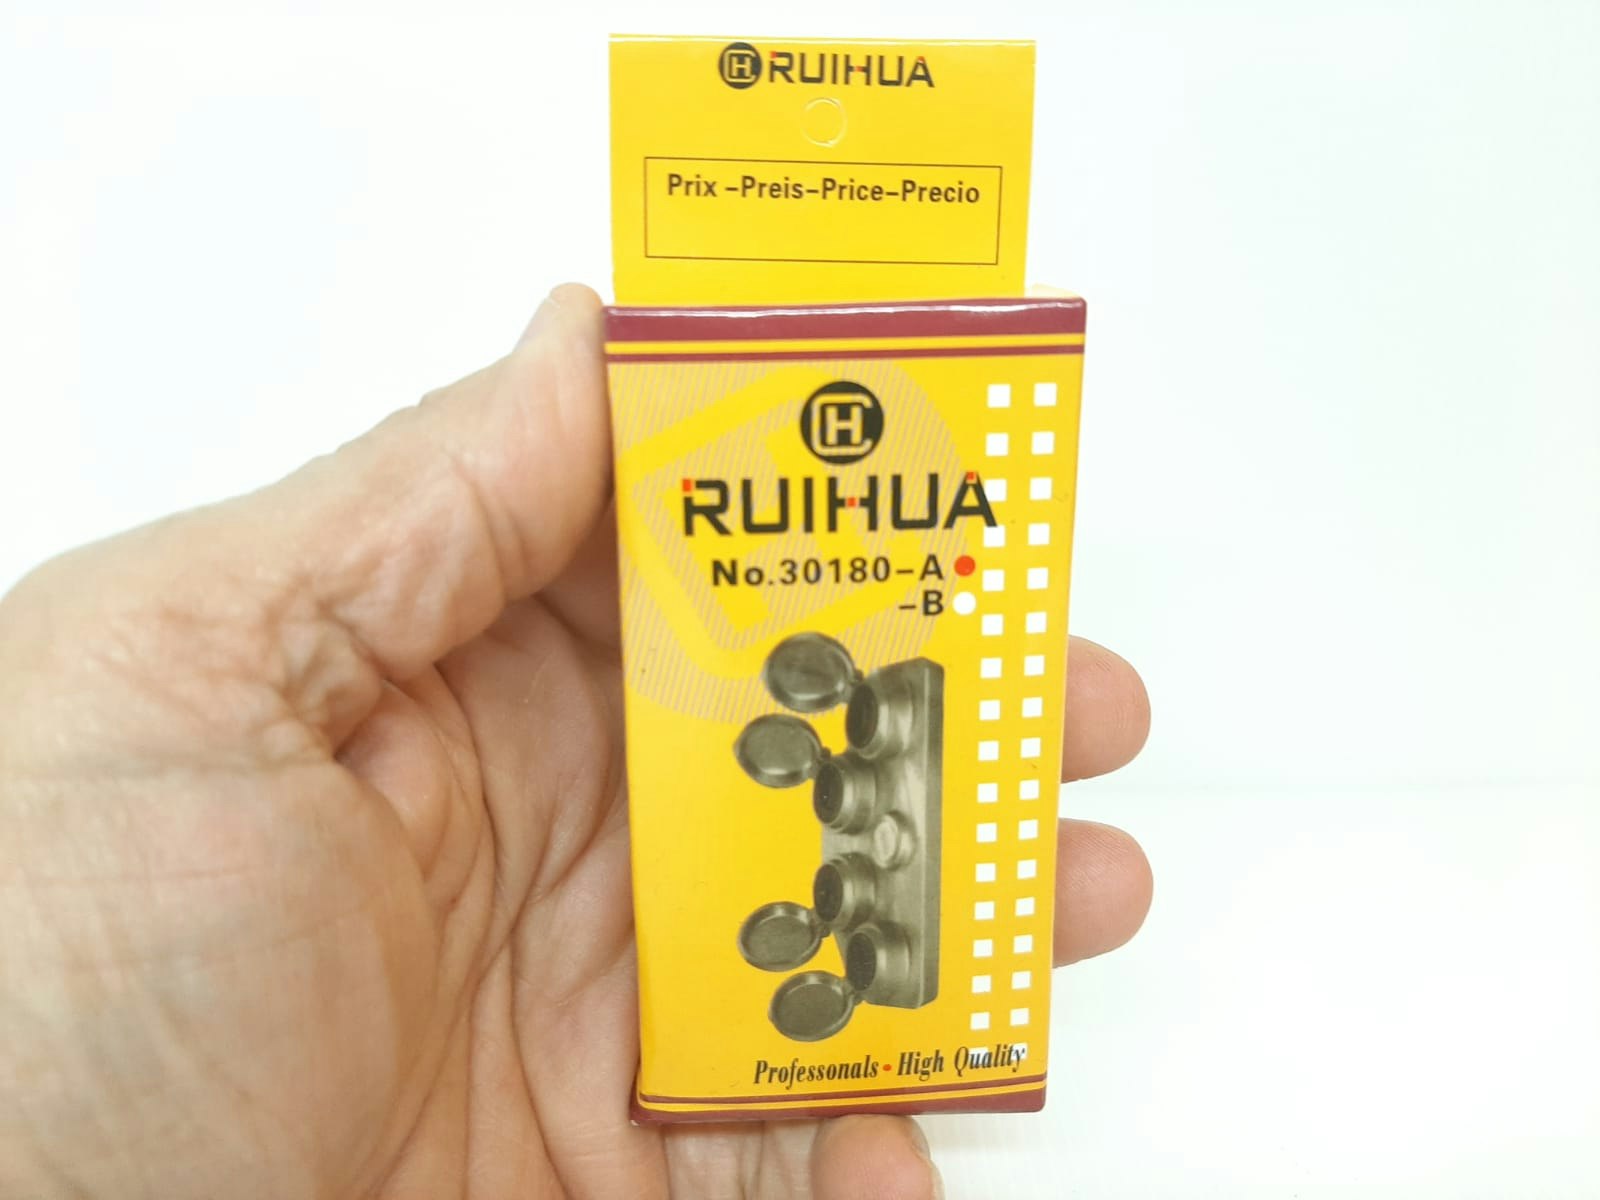 RUIHUA
Prix -Preis-Price-Precio
RUIHUA
No.30180-A
-B
Professonals • High Quality